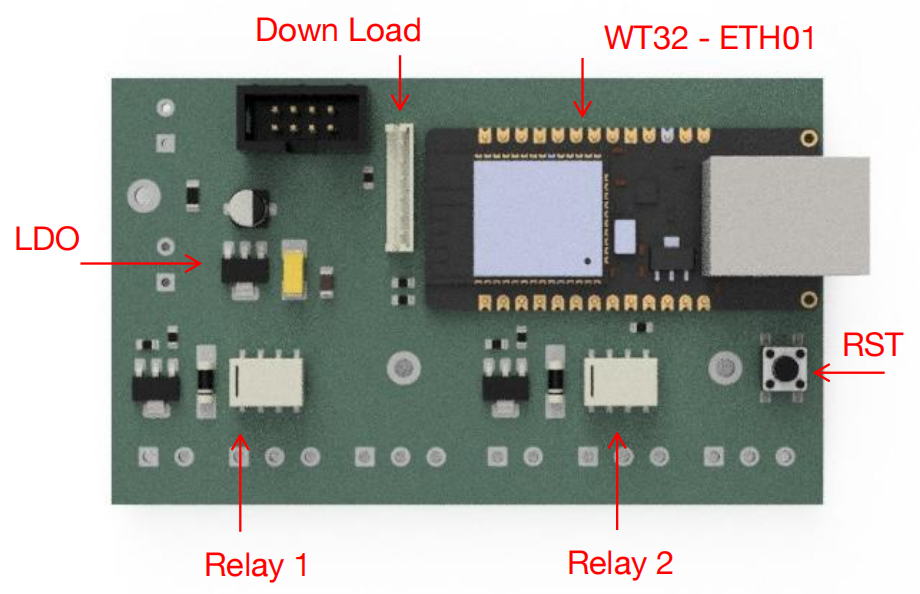 Down Load
WT32 - ETH01
LDO
RST
Relay 1
Relay 2